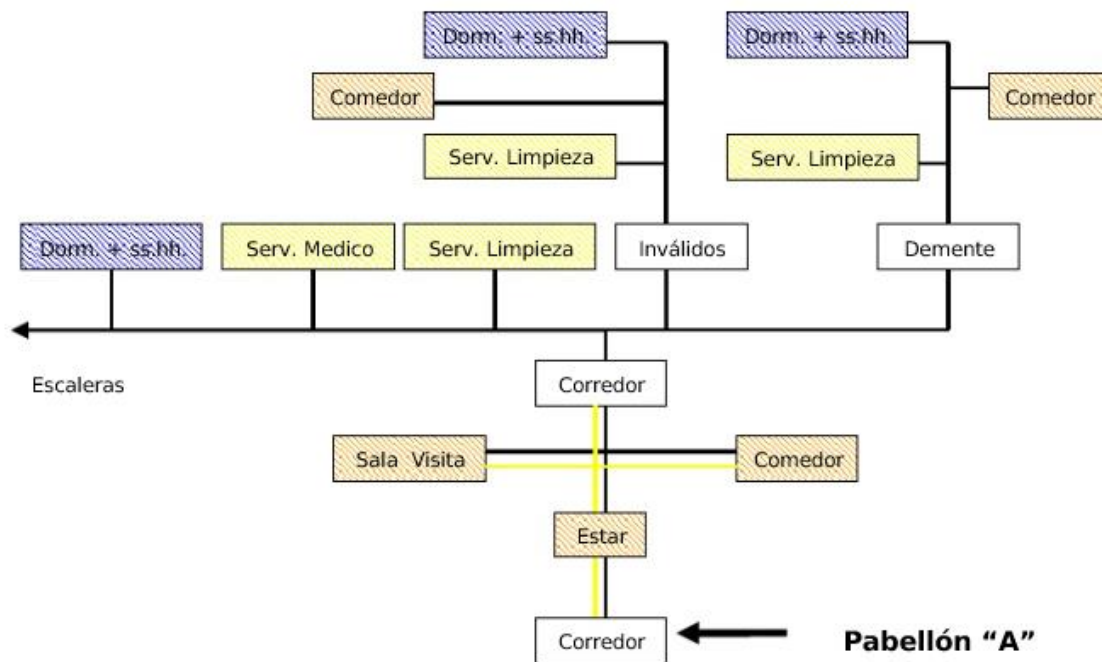 Dorm. + ss.hh.
Dorm. + ss.hh.
Comedor
Comedor
Serv. Limpieza
Serv. Limpieza
Dorm. + ss.hh.
Serv. Medico
Serv. Limpieza
Inválidos
Demente
Escaleras
Corredor
Sala Visita
Comedor
Estar
Corredor
Pabellón “A”